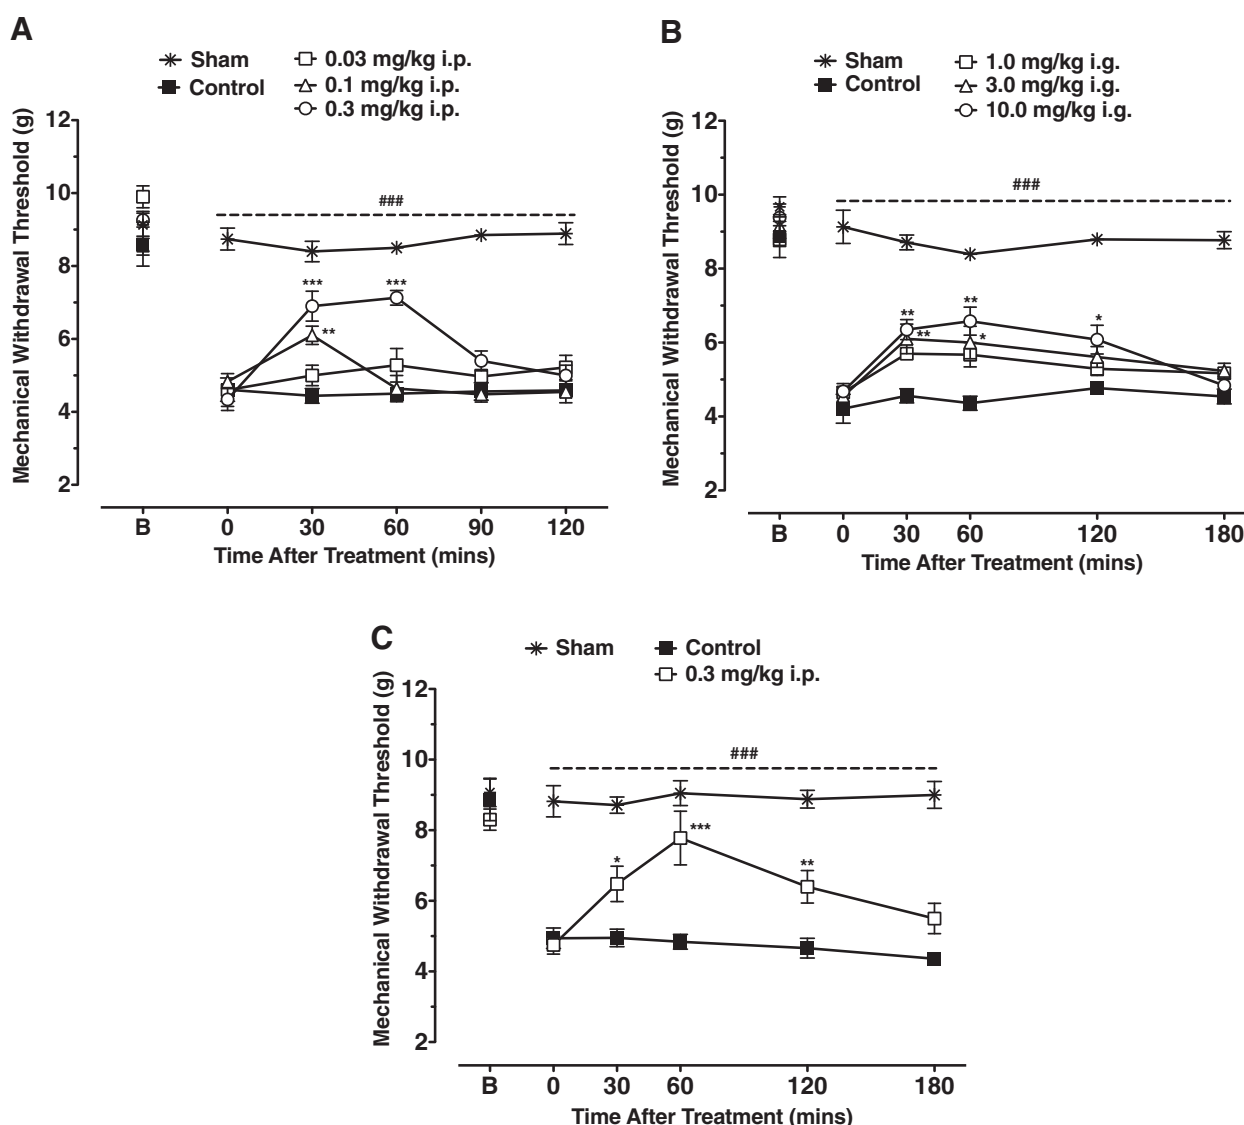 A
Sham
Control
0.03 mg/kg i.p.
0.1 mg/kg i.p.
0.3 mg/kg i.p.
Mechanical Withdrawal Threshold (g)
12
10
8
6
4
2
###
***
***
**
B
0
30
60
90
120
Time After Treatment (mins)
B
Sham
Control
1.0 mg/kg i.g.
3.0 mg/kg i.g.
10.0 mg/kg i.g.
Mechanical Withdrawal Threshold (g)
12
10
8
6
4
2
###
**
**
**
*
*
B
0
30
60
120
180
Time After Treatment (mins)
C
Sham
Control
0.3 mg/kg i.p.
Mechanical Withdrawal Threshold (g)
12
10
8
6
4
2
###
*
***
**
B
0
30
60
120
180
Time After Treatment (mins)